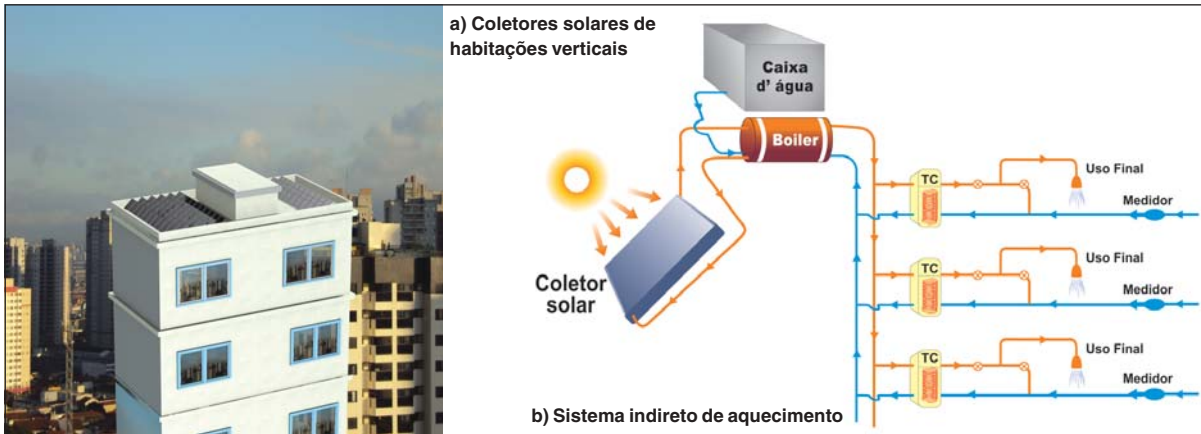 a) Coletores solares de
habitações verticais
Caixa
d' água
Boiler
Coletor
solar
TC
Uso Final
Medidor
TC
Uso Final
Medidor
TC
Uso Final
Medidor
b) Sistema indireto de aquecimento